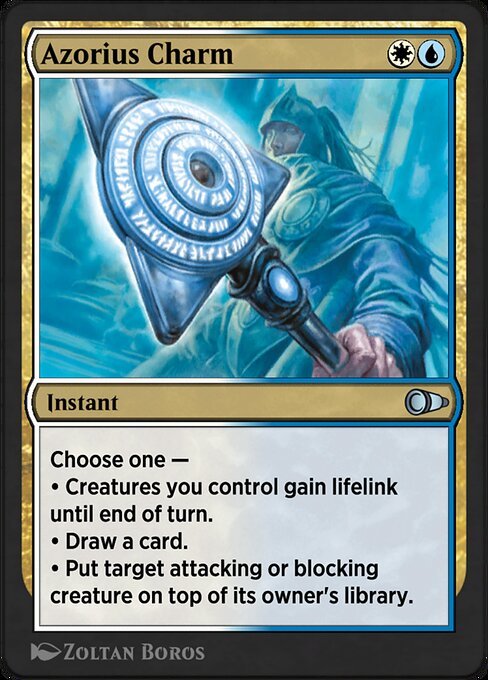 Azorius Charm
Instant
Choose one —
• Creatures you control gain lifelink
until end of turn.
• Draw a card.
• Put target attacking or blocking
creature on top of its owner's library.
Zoltan Boros